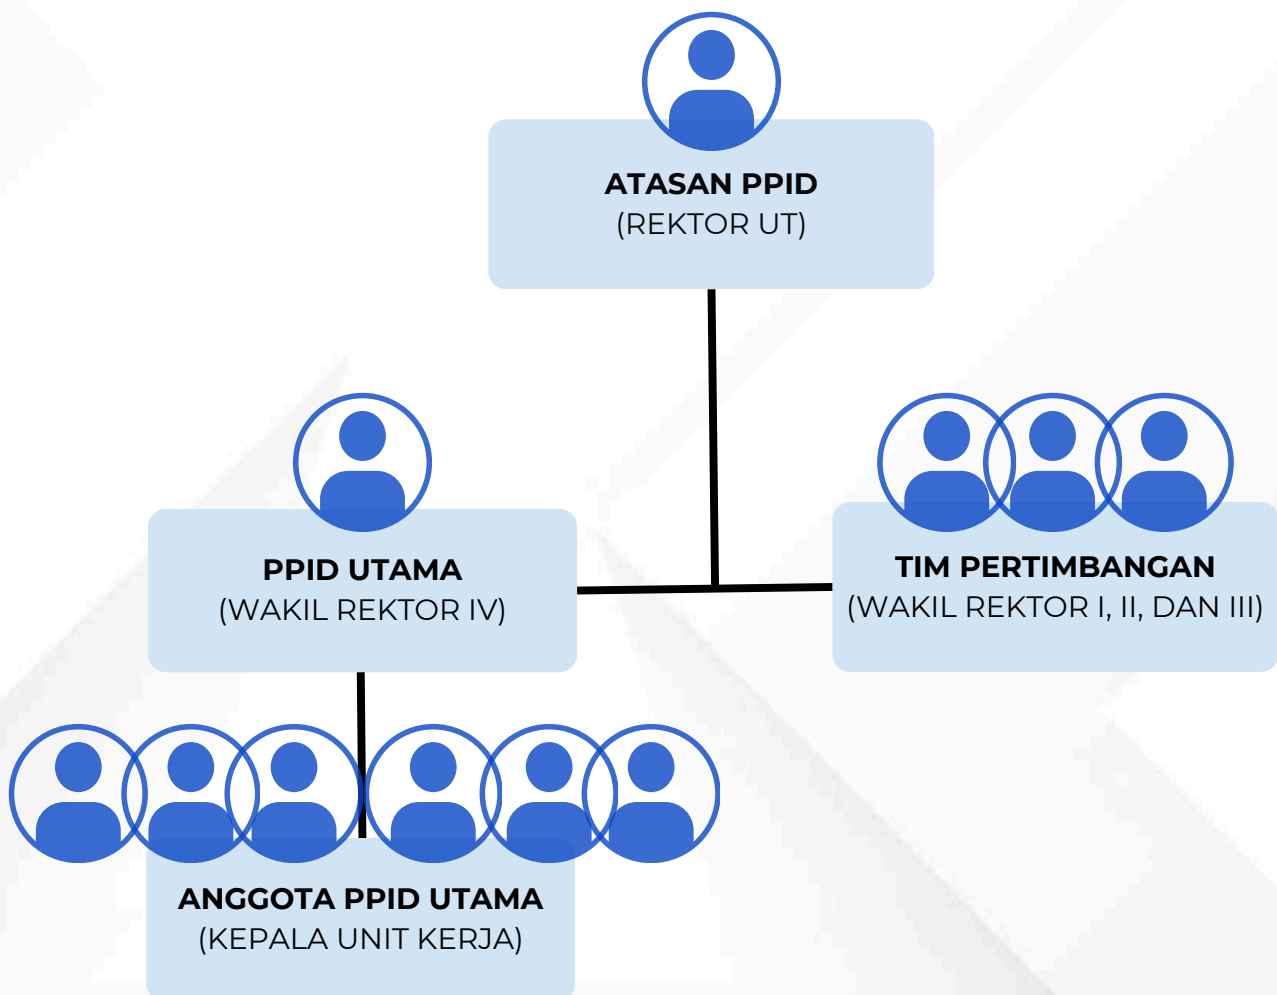 ATASAN PPID
(REKTOR UT)
PPID UTAMA
(WAKIL REKTOR IV)
TIM PERTIMBANGAN
(WAKIL REKTOR I, II, DAN III)
ANGGOTA PPID UTAMA
(KEPALA UNIT KERJA)